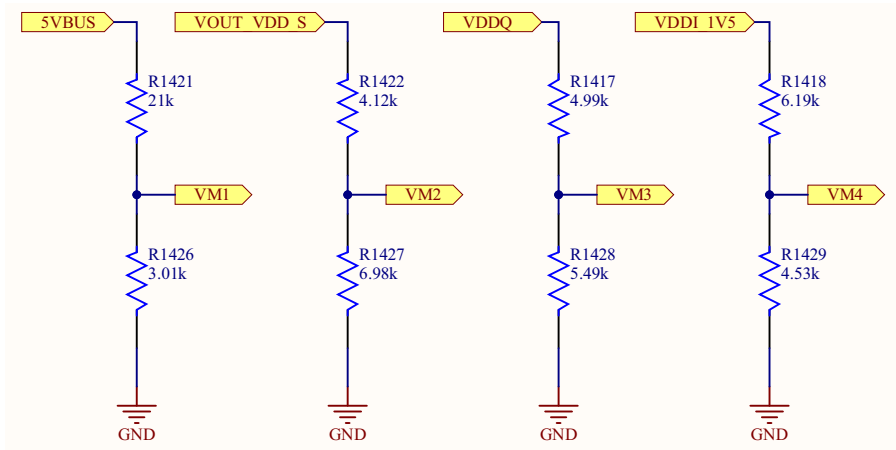 5VBUS
VOUT_VDD_S
VDDQ
VDDI_1V5
R1421
21k
R1422
4.12k
R1417
4.99k
R1418
6.19k
VM1
VM2
VM3
VM4
R1426
3.01k
R1427
6.98k
R1428
5.49k
R1429
4.53k
GND
GND
GND
GND